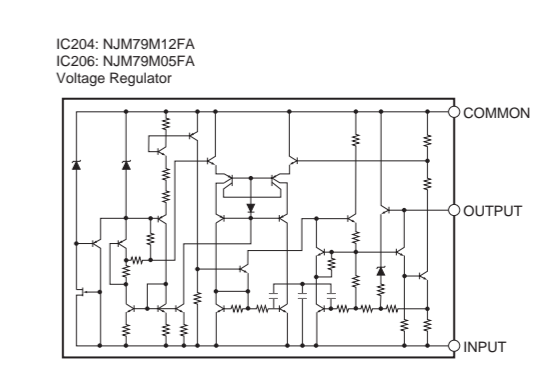 IC204: NJM79M12FA
IC206: NJM79M05FA
Voltage Regulator
COMMON
OUTPUT
INPUT